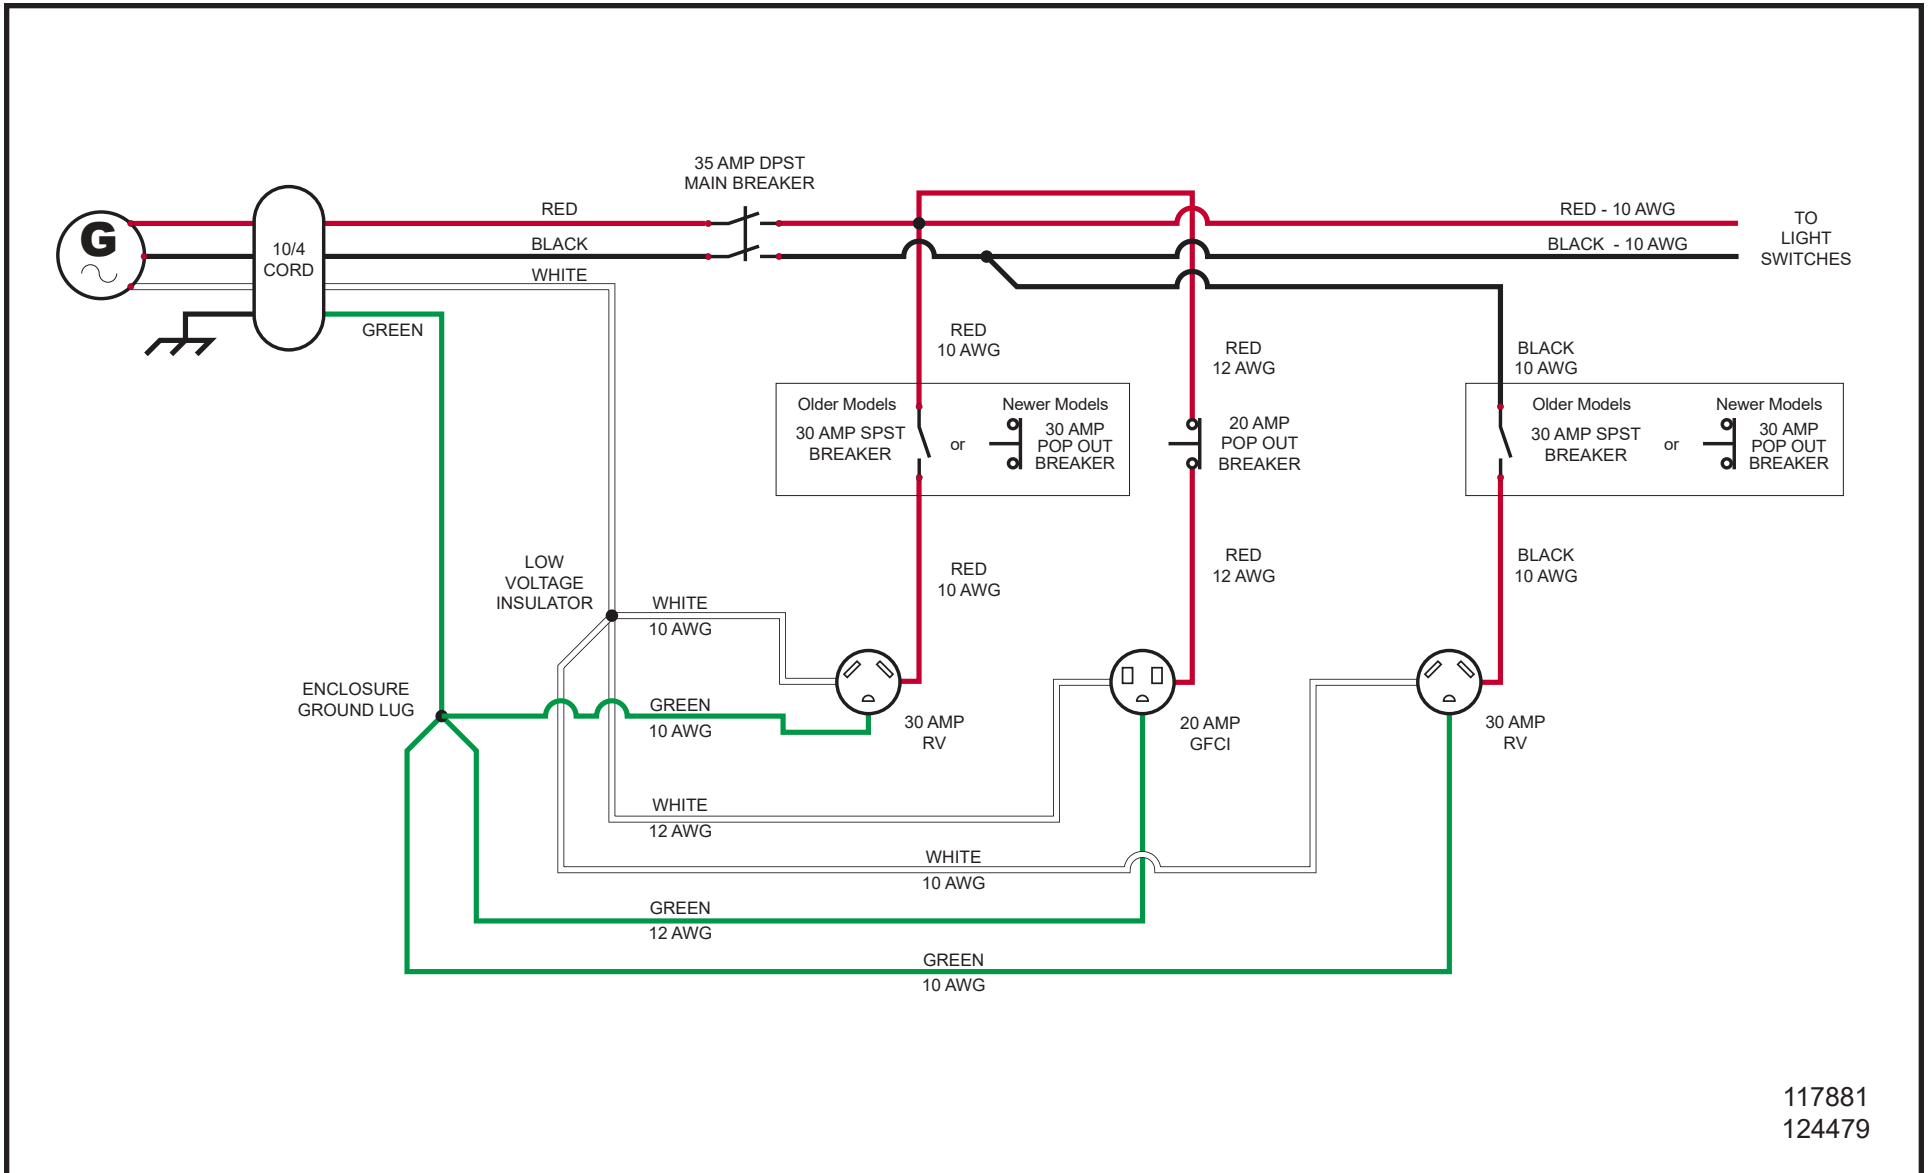 35 AMP DPST
MAIN BREAKER
RED
RED - 10 AWG
TO
LIGHT
SWITCHES
G
10/4
CORD
BLACK
BLACK - 10 AWG
WHITE
GREEN
RED
10 AWG
RED
12 AWG
BLACK
10 AWG
Older Models
30 AMP SPST
BREAKER
or
Newer Models
30 AMP
POP OUT
BREAKER
20 AMP
POP OUT
BREAKER
Older Models
30 AMP SPST
BREAKER
or
Newer Models
30 AMP
POP OUT
BREAKER
LOW
VOLTAGE
INSULATOR
WHITE
10 AWG
RED
10 AWG
RED
12 AWG
BLACK
10 AWG
ENCLOSURE
GROUND LUG
GREEN
10 AWG
30 AMP
RV
20 AMP
GFCI
30 AMP
RV
WHITE
12 AWG
WHITE
10 AWG
GREEN
12 AWG
GREEN
10 AWG
117881
124479